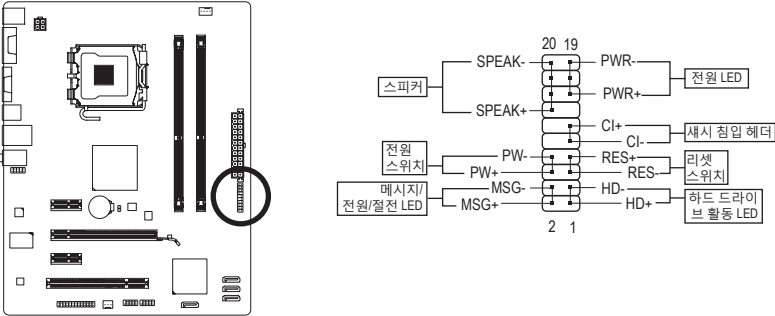 20 19
SPEAK-
PWR-
스피커
전원 LED
PWR+
SPEAK+
CI+
섀시 침입 헤더
CI-
전원
스위치
PW-
RES+
리셋
스위치
PW+
RES-
메시지/
전원/절전 LED
MSG-
HD-
하드 드라이
브 활동 LED
MSG+
HD+
2 1